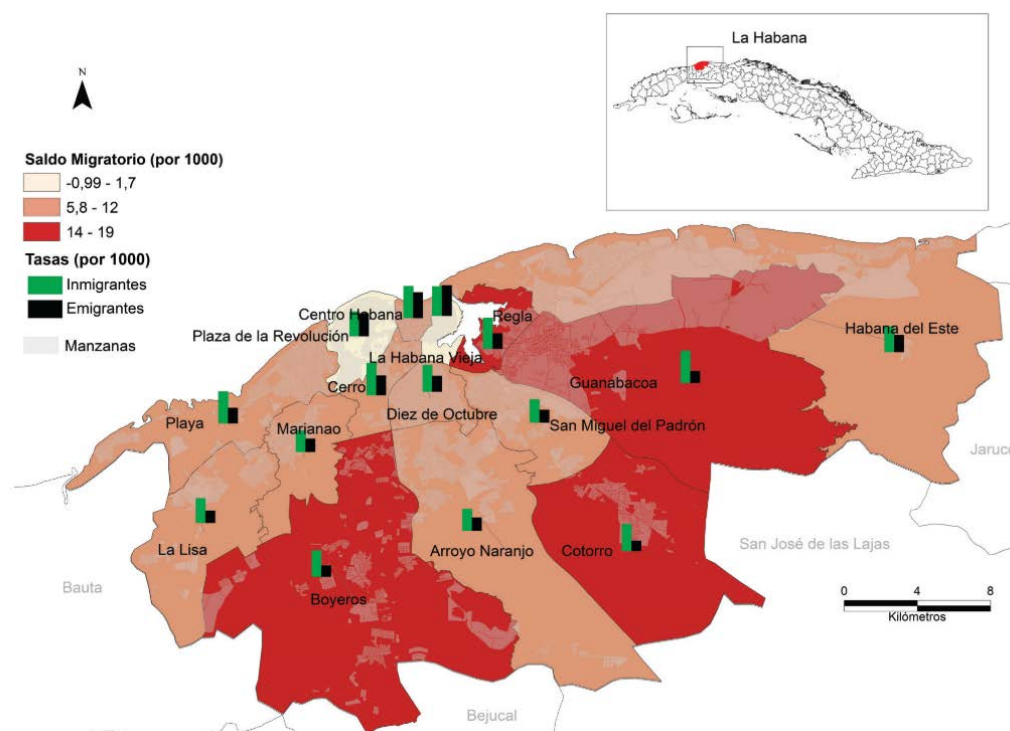 La Habana
N
Saldo Migratorio (por 1000)
-0,99 - 1,7
5,8 - 12
14 - 19
Tasas (por 1000)
Inmigrantes
Emigrantes
Manzanas
Centro Habana
Regla
Plaza de la Revolución
Habana del Este
La Habana Vieja
Cerro
Guanabacoa
Diez de Octubre
San Miguel del Padrón
Playa
Marianao
Jaruco
La Lisa
Arroyo Naranjo
Cotorro
San José de las Lajas
Bauta
Boyeros
0 4 8
Kilómetros
Bejucal